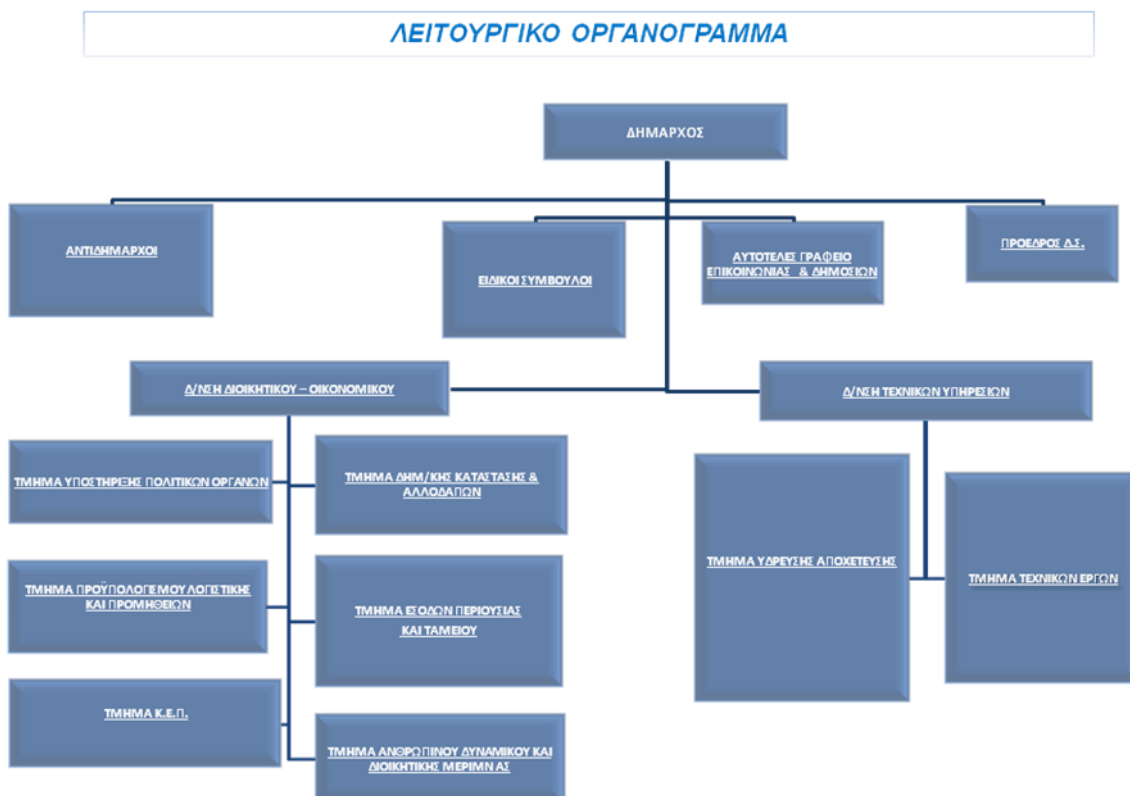 ΛΕΙΤΟΥΡΓΙΚΟ ΟΡΓΑΝΟΓΡΑΜΜΑ
ΔΗΜΑΡΧΟΣ
ΑΝΤΙΔΗΜΑΡΧΟΙ
ΕΙΔΙΚΟΙ ΣΥΜΒΟΥΛΟΙ
ΑΥΤΟΤΕΛΕΣ ΓΡΑΦΕΙΟ
ΕΠΙΚΟΙΝΩΝΙΑΣ & ΔΗΜΟΣΙΩΝ
ΠΡΟΕΔΡΟΣ Δ.Σ.
Δ/ΝΣΗ ΔΙΟΙΚΗΤΙΚΟΥ – ΟΙΚΟΝΟΜΙΚΟΥ
Δ/ΝΣΗ ΤΕΧΝΙΚΩΝ ΥΠΗΡΕΣΙΩΝ
ΤΜΗΜΑ ΥΠΟΣΤΗΡΙΞΗΣ ΠΟΛΙΤΙΚΩΝ ΟΡΓΑΝΩΝ
ΤΜΗΜΑ ΔΗΜ/ΚΗΣ ΚΑΤΑΣΤΑΣΗΣ &
ΑΛΛΟΔΑΠΩΝ
ΤΜΗΜΑ ΠΡΟΫΠΟΛΟΓΙΣΜΟΥ ΛΟΓΙΣΤΙΚΗΣ
ΚΑΙ ΠΡΟΜΗΘΕΙΩΝ
ΤΜΗΜΑ ΕΣΟΔΩΝ ΠΕΡΙΟΥΣΙΑΣ
ΚΑΙ ΤΑΜΕΙΟΥ
ΤΜΗΜΑ Κ.Ε.Π.
ΤΜΗΜΑ ΑΝΘΡΩΠΙΝΟΥ ΔΥΝΑΜΙΚΟΥ ΚΑΙ
ΔΙΟΙΚΗΤΙΚΗΣ ΜΕΡΙΜΝΑΣ
ΤΜΗΜΑ ΥΔΡΕΥΣΗΣ ΑΠΟΧΕΤΕΥΣΗΣ
ΤΜΗΜΑ ΤΕΧΝΙΚΩΝ ΕΡΓΩΝ